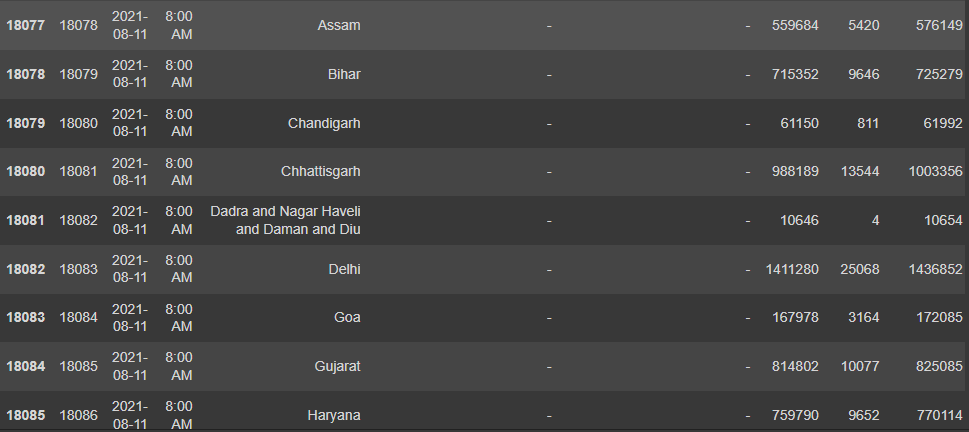 18077 18078 2021-08-11 8:00 AM Assam - - 559684 5420 576149
18078 18079 2021-08-11 8:00 AM Bihar - - 715352 9646 725279
18079 18080 2021-08-11 8:00 AM Chandigarh - - 61150 811 61992
18080 18081 2021-08-11 8:00 AM Chhattisgarh - - 988189 13544 1003356
18081 18082 2021-08-11 8:00 AM Dadra and Nagar Haveli and Daman and Diu - - 10646 4 10654
18082 18083 2021-08-11 8:00 AM Delhi - - 1411280 25068 1436852
18083 18084 2021-08-11 8:00 AM Goa - - 167978 3164 172085
18084 18085 2021-08-11 8:00 AM Gujarat - - 814802 10077 825085
18085 18086 2021-08-11 8:00 AM Haryana - - 759790 9652 770114